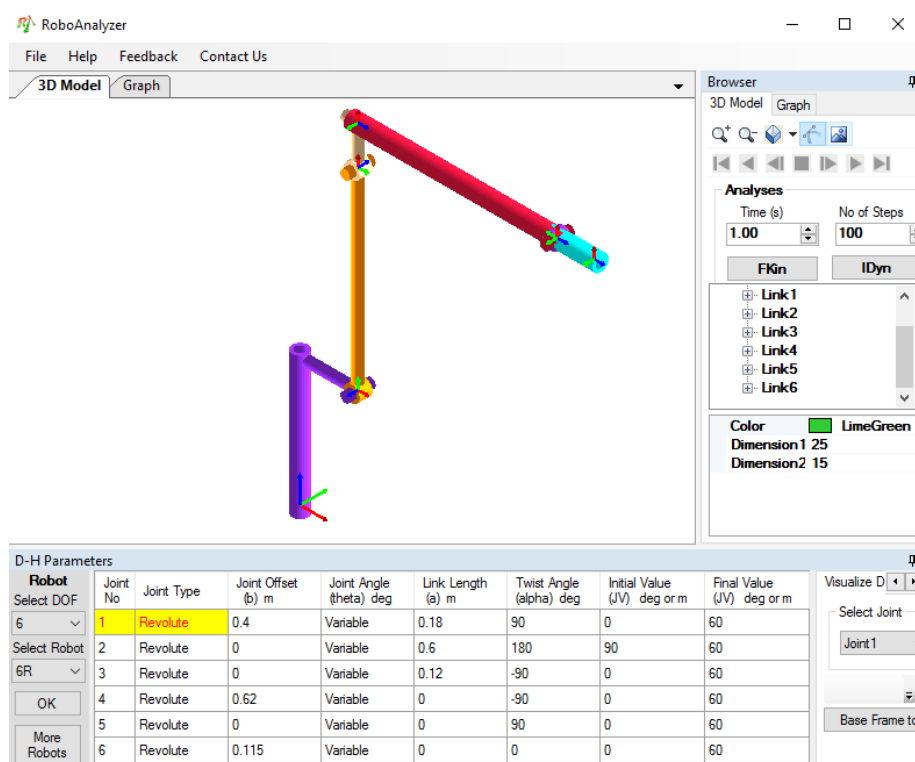 RoboAnalyzer
File Help Feedback Contact Us
3D Model Graph
Browser
3D Model Graph
Analyses
Time (s) No of Steps
1.00 100
FKin IDyn
Link1
Link2
Link3
Link4
Link5
Link6
Color LimeGreen
Dimension1 25
Dimension2 15
D-H Parameters
Robot
Select DOF
6
Select Robot
6R
OK
More
Robots
Joint No Joint Type Joint Offset (b) m Joint Angle (theta) deg Link Length (a) m Twist Angle (alpha) deg Initial Value (JV) deg or m Final Value (JV) deg or m
1 Revolute 0.4 Variable 0.18 90 0 60
2 Revolute 0 Variable 0.6 180 90 60
3 Revolute 0 Variable 0.12 -90 0 60
4 Revolute 0.62 Variable 0 -90 0 60
5 Revolute 0 Variable 0 90 0 60
6 Revolute 0.115 Variable 0 0 0 60
Visualize D
Select Joint
Joint1
Base Frame to